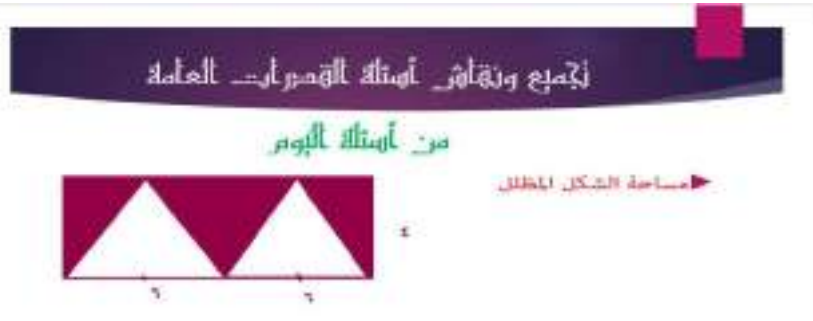 تجميع ونقاش أسئلة القدرات العامة
من أسئلة اليوم
مساحة الشكل المظلل
٤
٦ ٦